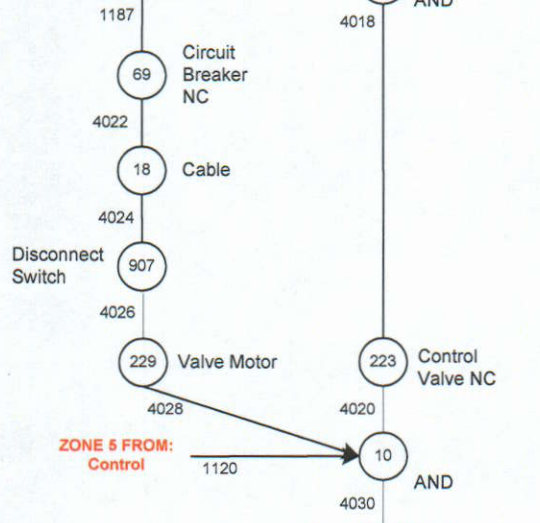 AND
1187
4018
69
Circuit
Breaker
NC
4022
18
Cable
4024
Disconnect
Switch
907
4026
229
Valve Motor
223
Control
Valve NC
4028
4020
ZONE 5 FROM:
Control
1120
10
AND
4030